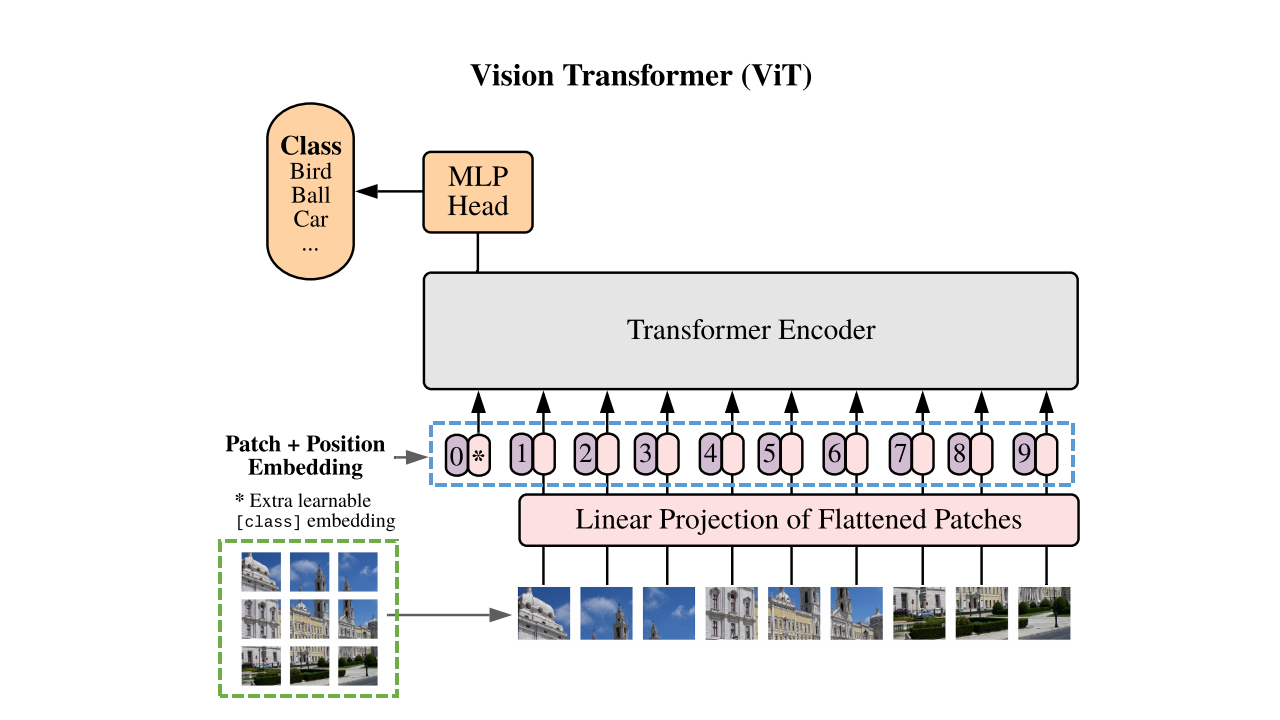 Vision Transformer (ViT)
Class
Bird
Ball
Car
...
MLP
Head
Transformer Encoder
Patch + Position
Embedding
0 * 1 2 3 4 5 6 7 8 9
* Extra learnable
[class] embedding
Linear Projection of Flattened Patches